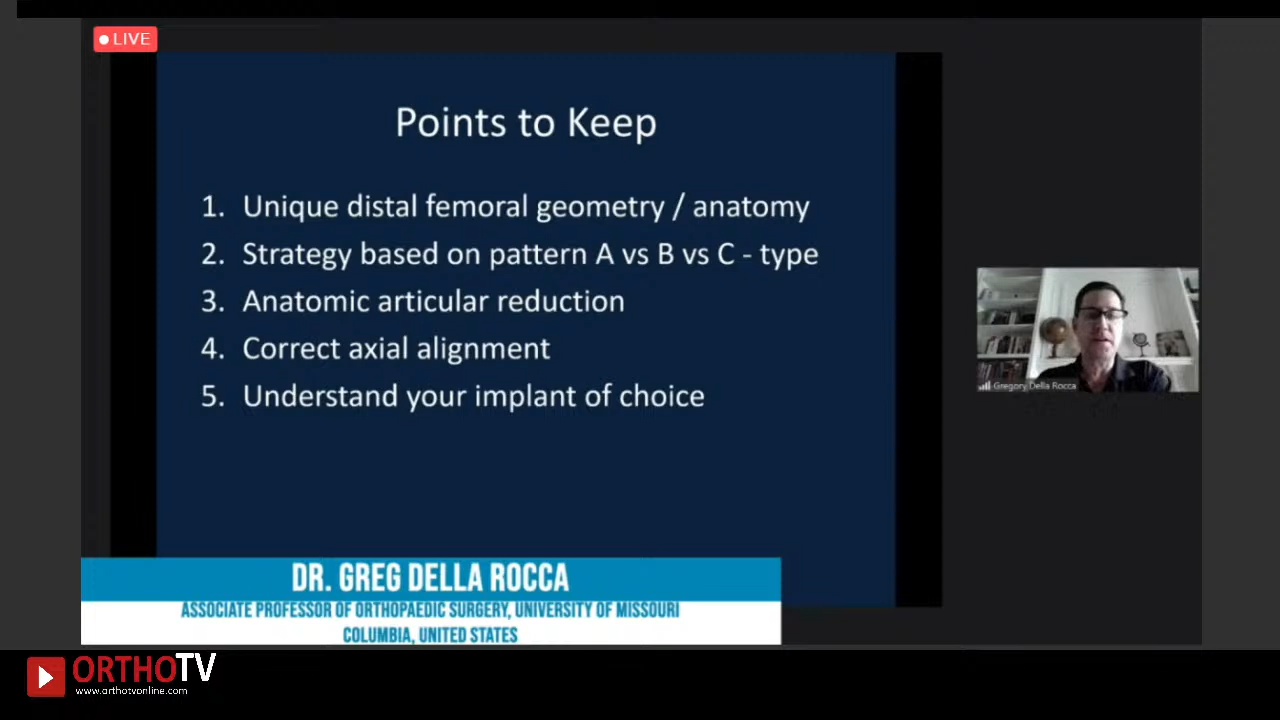 LIVE
Points to Keep
1. Unique distal femoral geometry / anatomy
2. Strategy based on pattern A vs B vs C - type
3. Anatomic articular reduction
4. Correct axial alignment
5. Understand your implant of choice
Gregory Della Rocca
DR. GREG DELLA ROCCA
ASSOCIATE PROFESSOR OF ORTHOPAEDIC SURGERY, UNIVERSITY OF MISSOURI
COLUMBIA, UNITED STATES
ORTHOTV
www.orthotvonline.com